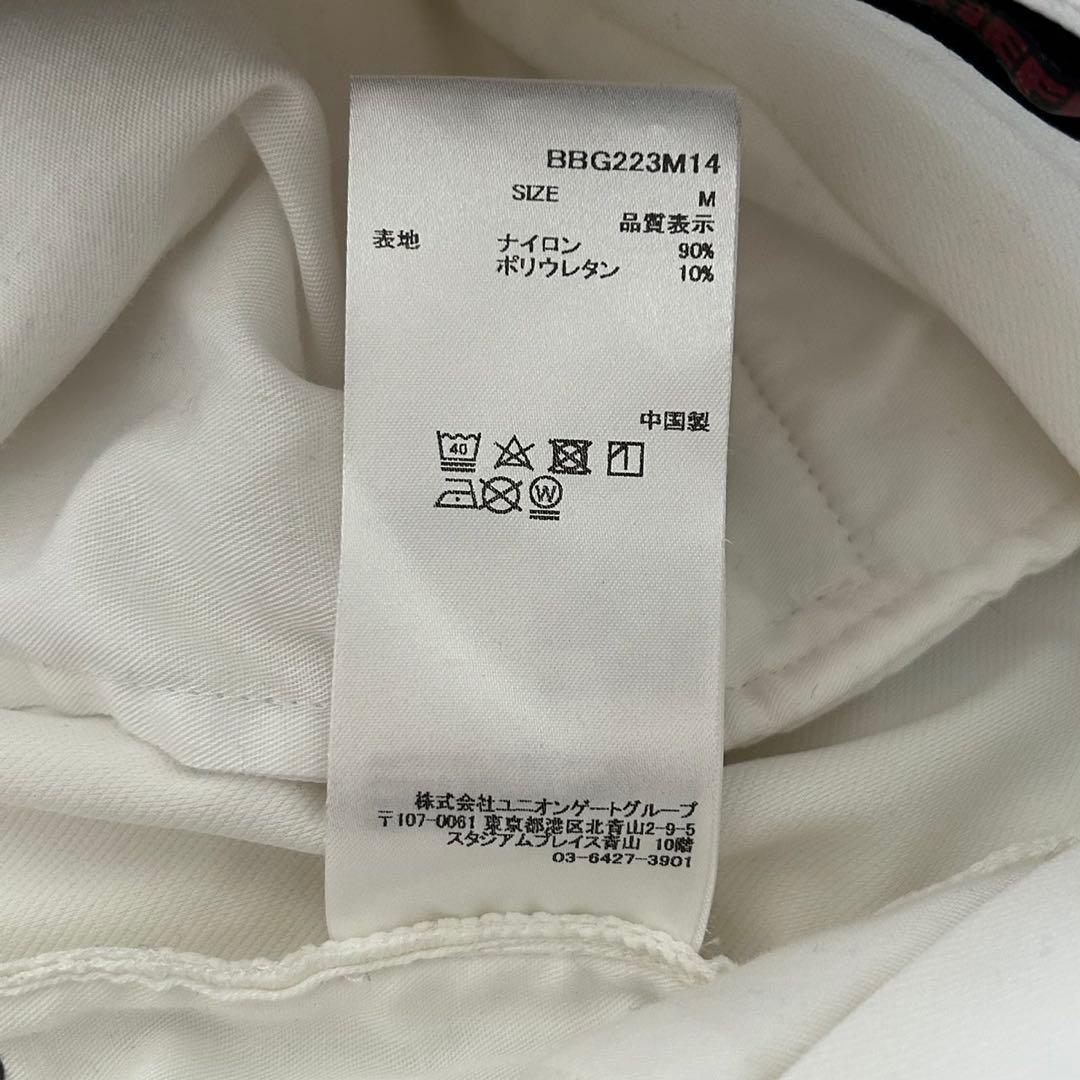 BBG223M14
SIZE M
品質表示
表地 ナイロン 90%
ポリウレタン 10%
中国製
40
W
株式会社ユニオンゲートグループ
〒107-0061 東京都港区北青山2-9-5
スタジアムプレイス青山 10階
03-6427-3901